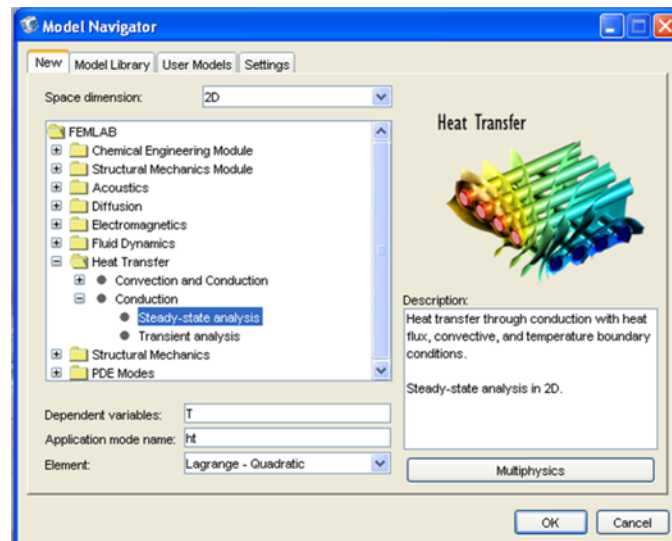 Model Navigator
New Model Library User Models Settings
Space dimension: 2D
FEMLAB
Chemical Engineering Module
Structural Mechanics Module
Acoustics
Diffusion
Electromagnetics
Fluid Dynamics
Heat Transfer
Convection and Conduction
Conduction
Steady-state analysis
Transient analysis
Structural Mechanics
PDE Modes
Dependent variables: T
Application mode name: ht
Element: Lagrange - Quadratic
Heat Transfer
Description:
Heat transfer through conduction with heat
flux, convective, and temperature boundary
conditions.
Steady-state analysis in 2D.
Multiphysics
OK Cancel